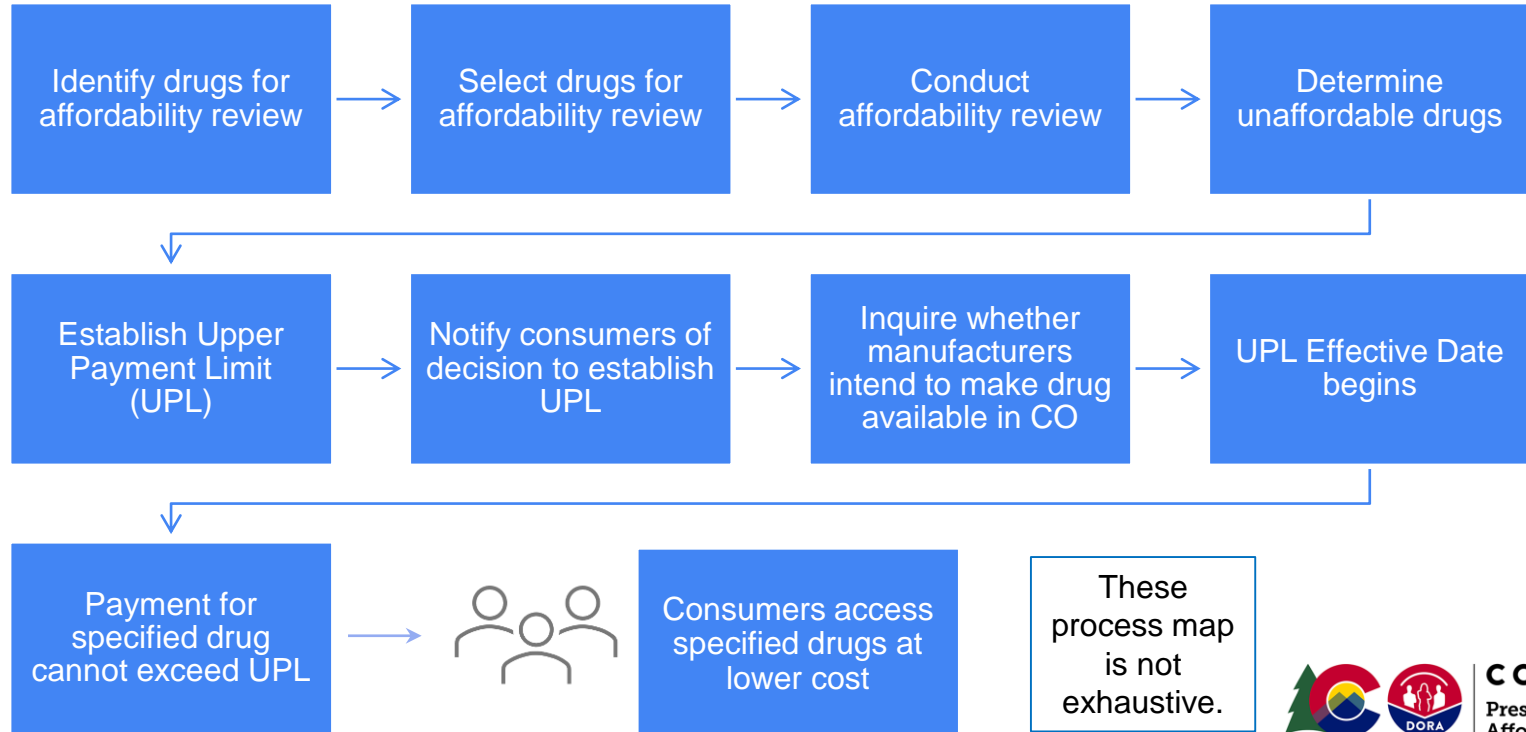 Identify drugs for
affordability review
Select drugs for
affordability review
Conduct
affordability review
Determine
unaffordable drugs
Establish Upper
Payment Limit
(UPL)
Notify consumers of
decision to establish
UPL
Inquire whether
manufacturers
intend to make drug
available in CO
UPL Effective Date
begins
Payment for
specified drug
cannot exceed UPL
Consumers access
specified drugs at
lower cost
These
process map
is not
exhaustive.
DORA